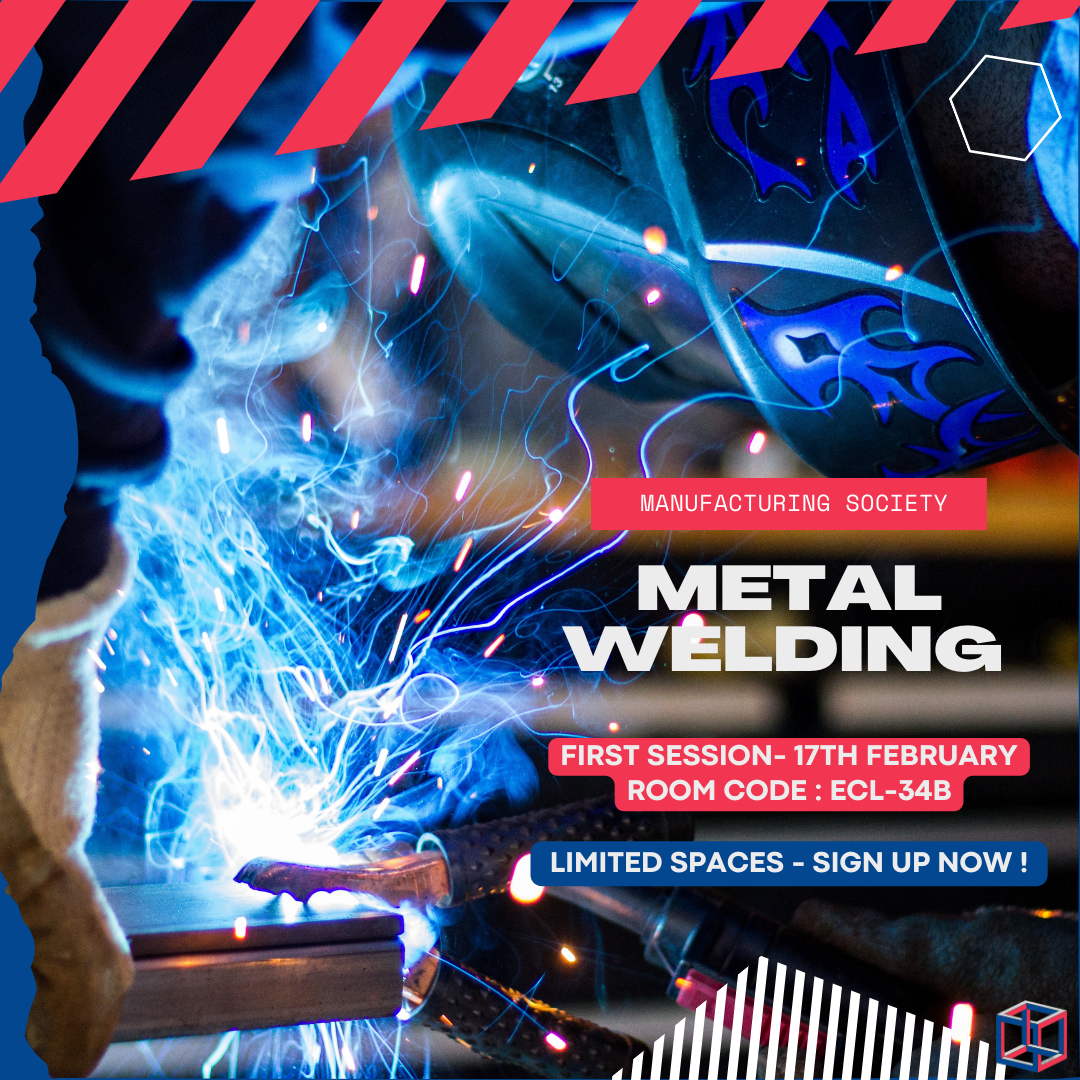 MANUFACTURING SOCIETY
METAL
WELDING
FIRST SESSION- 17TH FEBRUARY
ROOM CODE : ECL-34B
LIMITED SPACES - SIGN UP NOW !